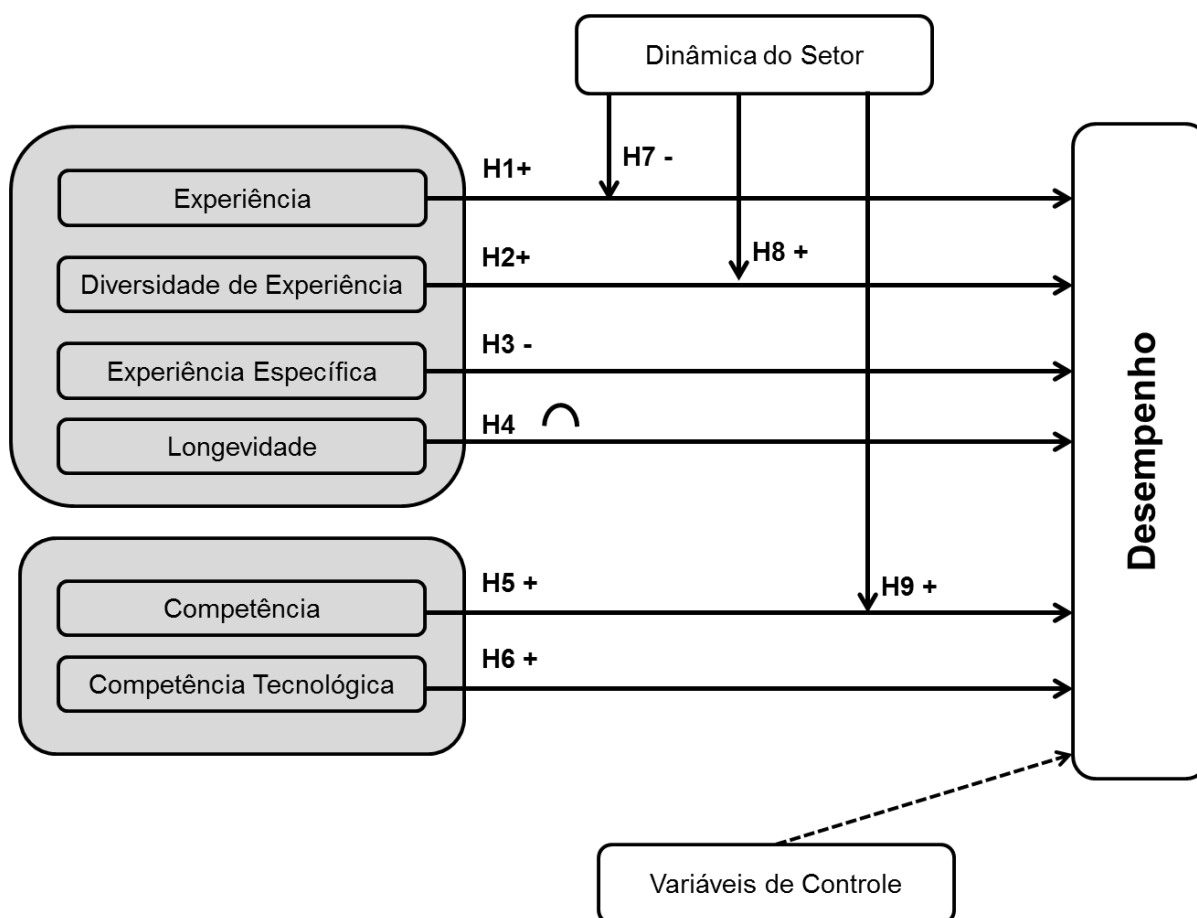 Dinâmica do Setor
H1+
H7 -
Experiência
H2+
H8 +
Diversidade de Experiência
H3 -
Experiência Específica
H4
Longevidade
Desempenho
H5 +
H9 +
Competência
H6 +
Competência Tecnológica
Variáveis de Controle